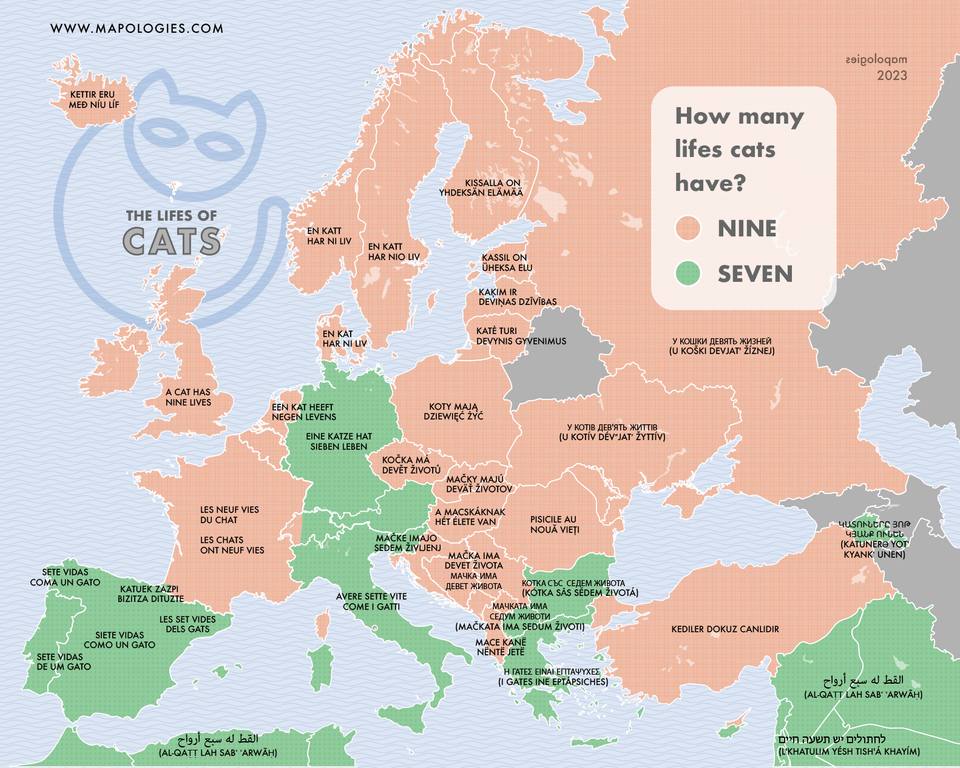 WWW.MAPOLOGIES.COM
mapologies
2023
How many
lifes cats
have?
NINE
SEVEN
THE LIFES OF
CATS
KETTIR ERU
MEÐ NÍU LÍF
KISSALLA ON
YHDEKSÄN ELÄMÄÄ
EN KATT
HAR NI LIV
EN KATT
HAR NIO LIV
KASSIL ON
ÜHEKSA ELU
KAĶIM IR
DEVIŅAS DZĪVĪBAS
KATĖ TURI
DEVYNIS GYVENIMUS
EN KAT
HAR NI LIV
У КОШКИ ДЕВЯТЬ ЖИЗНЕЙ
(U KOŠKI DEVJAT' ŽÍZNEJ)
A CAT HAS
NINE LIVES
EEN KAT HEEFT
NEGEN LEVENS
EINE KATZE HAT
SIEBEN LEBEN
KOTY MAJĄ
DZIEWIĘĆ ŻYĆ
У КОТІВ ДЕВ'ЯТЬ ЖИТТІВ
(U KOTÍV DÉV"JAT' ŽYTTÍV)
KOČKA MÁ
DEVĚT ŽIVOTŮ
MAČKY MAJÚ
DEVÄŤ ŽIVOTOV
A MACSKÁKNAK
HÉT ÉLETE VAN
PISICILE AU
NOUĂ VIEȚI
LES NEUF VIES
DU CHAT
LES CHATS
ONT NEUF VIES
MAČKE IMAJO
SEDEM ŽIVLJENJ
MAČKA IMA
DEVET ŽIVOTA
МАЧКА ИМА
ДЕВЕТ ЖИВОТА
КОТКА СЪС СЕДЕМ ЖИВОТА
(KÓTKA SǍS SÉDEM ŽIVÓTA)
МАЧКАТА ИМА
СЕДУМ ЖИВОТИ
(MAČKATA IMA SEDUM ŽIVOTI)
MACE KANË
NËNTË JETË
Η ΓΑΤΕΣ ΕΙΝΑΙ ΕΠΤΑΨΥΧΕΣ
(I GATES INE EPTÁPSICHES)
AVERE SETTE VITE
COME I GATTI
SETE VIDAS
COMA UN GATO
KATUEK ZAZPI
BIZITZA DITUZTE
LES SET VIDES
DELS GATS
SIETE VIDAS
COMO UN GATO
SETE VIDAS
DE UM GATO
KEDILER DOKUZ CANLIDIR
ԿԱՏՈՒՆԵՐԸ ՅՈԹ
ԿՅԱՆՔ ՈՒՆԵՆ
(KATUNERƏ YOT
KYANK' UNEN)
القط له سبع أرواح
(AL-QAṬṬ LAH SAB' 'ARWĀH)
القط له سبع أرواح
(AL-QAṬṬ LAH SAB' 'ARWĀH)
לחתולים יש תשעה חיים
(L'KHATULIM YÉSH TISH'Á KHAYÍM)